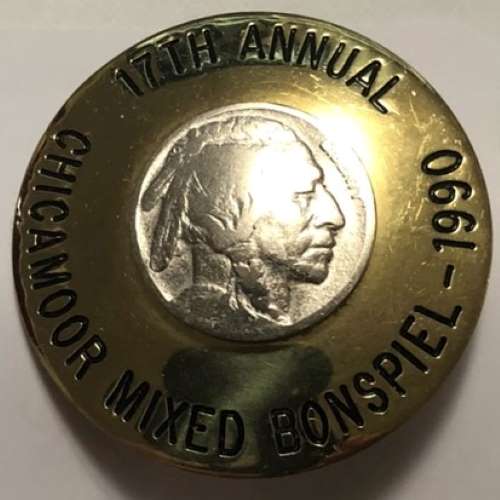 17TH ANNUAL
CHICAMOOR MIXED BONSPIEL - 1990